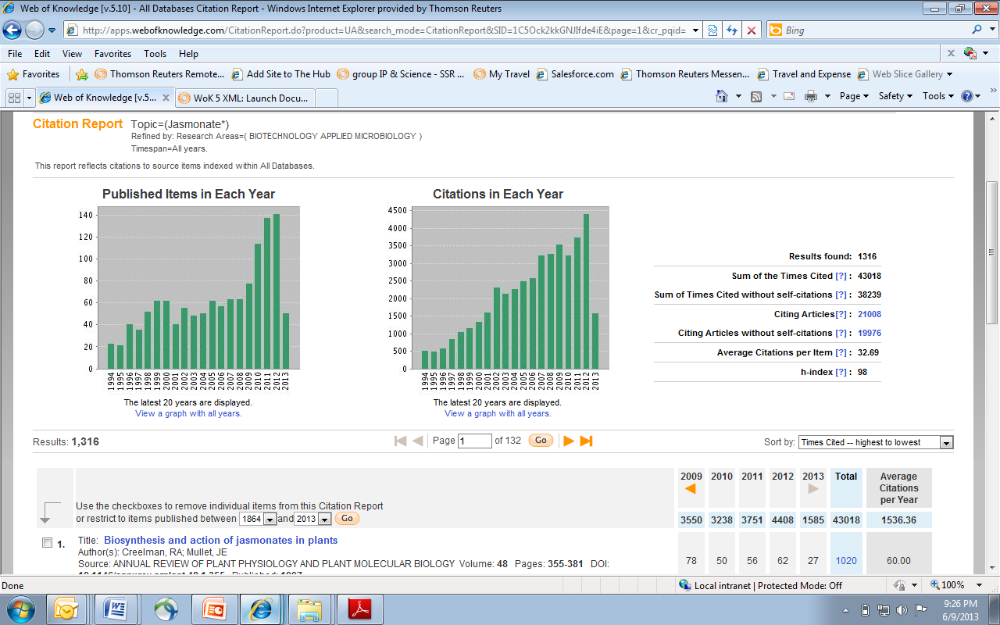 Web of Knowledge [v.5.10] - All Databases Citation Report - Windows Internet Explorer provided by Thomson Reuters
http://apps.webofknowledge.com/CitationReport.do?product=UA&search_mode=CitationReport&SID=1C5Ock2kkGNJIfde4iE&page=1&cr_pqid=
Bing
File Edit View Favorites Tools Help
Favorites Thomson Reuters Remote... Add Site to The Hub group IP & Science - SSR ... My Travel Salesforce.com Thomson Reuters Messen... Travel and Expense Web Slice Gallery
Web of Knowledge [v.5... WoK 5 XML: Launch Docu... Page Safety Tools
Citation Report Topic=(Jasmonate*)
Refined by: Research Areas=( BIOTECHNOLOGY APPLIED MICROBIOLOGY )
Timespan=All years.
This report reflects citations to source items indexed within All Databases.
Published Items in Each Year
140
120
100
80
60
40
20
0
1994 1995 1996 1997 1998 1999 2000 2001 2002 2003 2004 2005 2006 2007 2008 2009 2010 2011 2012 2013
The latest 20 years are displayed.
View a graph with all years.
Citations in Each Year
4500
4000
3500
3000
2500
2000
1500
1000
500
0
1994 1995 1996 1997 1998 1999 2000 2001 2002 2003 2004 2005 2006 2007 2008 2009 2010 2011 2012 2013
The latest 20 years are displayed.
View a graph with all years.
Results found: 1316
Sum of the Times Cited [?] : 43018
Sum of Times Cited without self-citations [?] : 38239
Citing Articles[?] : 21008
Citing Articles without self-citations [?] : 19976
Average Citations per Item [?] : 32.69
h-index [?] : 98
Results: 1,316
Page 1 of 132 Go
Sort by: Times Cited -- highest to lowest
2009 2010 2011 2012 2013 Total Average Citations per Year
Use the checkboxes to remove individual items from this Citation Report
or restrict to items published between 1864 and 2013 Go
3550 3238 3751 4408 1585 43018 1536.36
1. Title: Biosynthesis and action of jasmonates in plants
Author(s): Creelman, RA; Mullet, JE
Source: ANNUAL REVIEW OF PLANT PHYSIOLOGY AND PLANT MOLECULAR BIOLOGY Volume: 48 Pages: 355-381 DOI:
78 50 56 62 27 1020 60.00
Done
Local intranet | Protected Mode: Off
100%
9:26 PM
6/9/2013